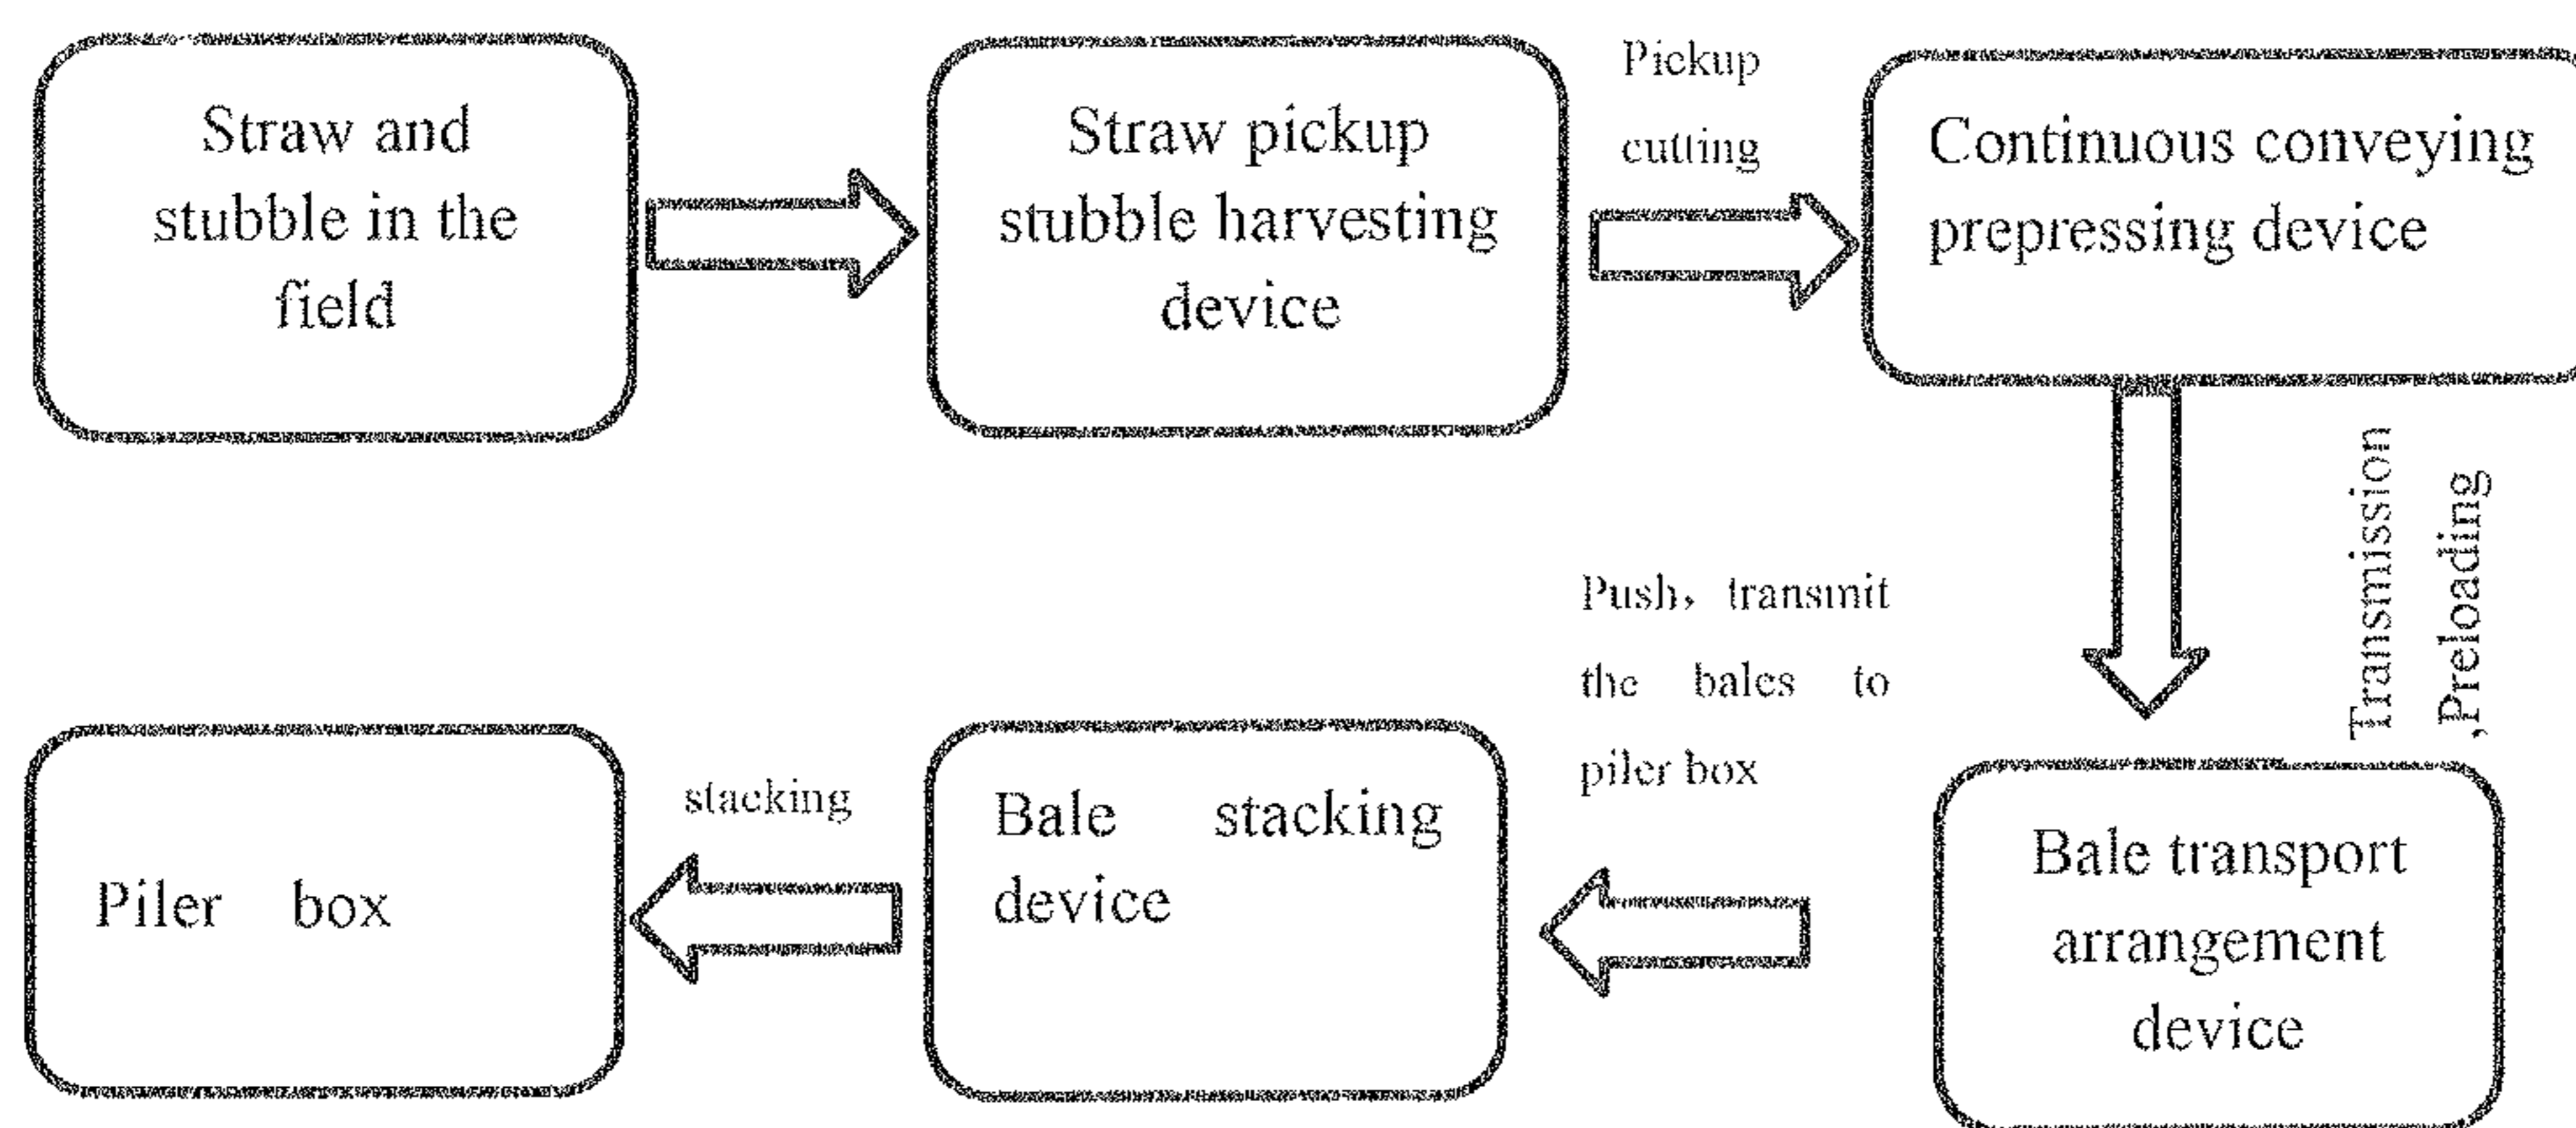 Straw and
stubble in the
field
Straw pickup
stubble harvesting
device
Pickup
cutting
Continuous conveying
prepressing device
Transmission
,Preloading
Bale transport
arrangement
device
Push, transmit
the bales to
piler box
Bale stacking
device
stacking
Piler box